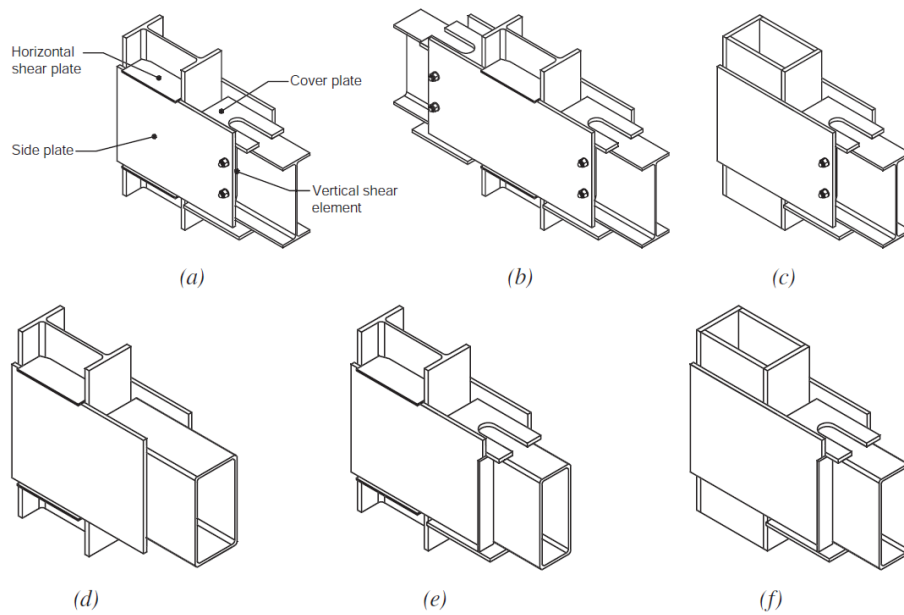 Horizontal
shear plate
Cover plate
Side plate
Vertical shear
element
(a)
(b)
(c)
(d)
(e)
(f)